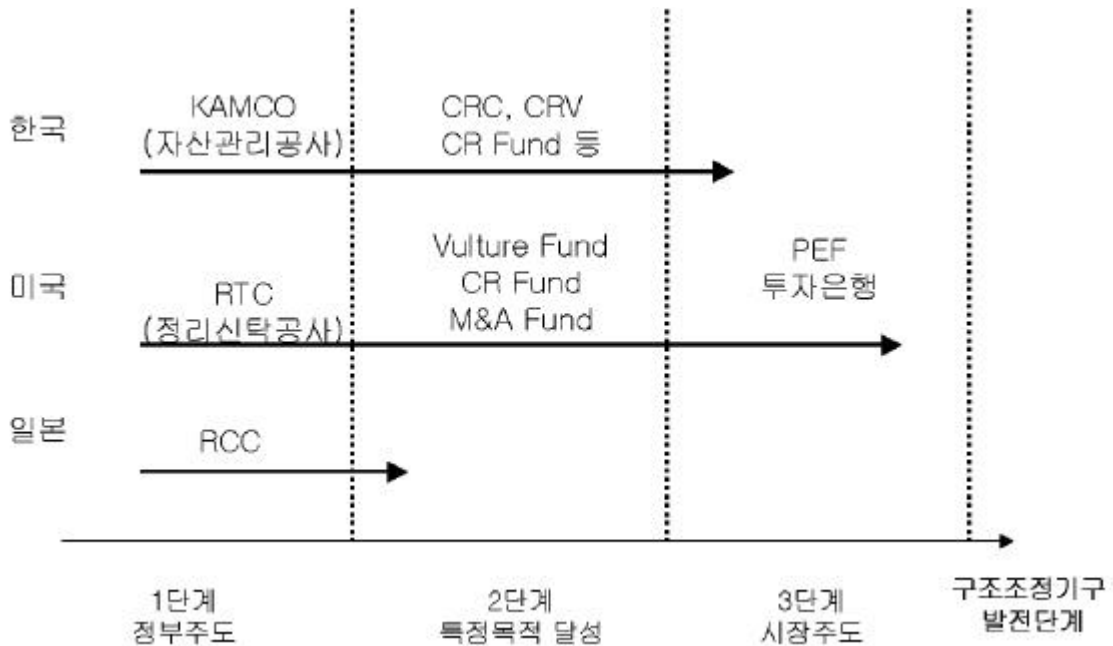 한국
KAMCO
(자산관리공사)
CRC, CRV
CR Fund 등
미국
RTC
(정리신탁공사)
Vulture Fund
CR Fund
M&A Fund
PEF
투자은행
일본
RCC
1단계
정부주도
2단계
특정목적 달성
3단계
시장주도
구조조정기구
발전단계